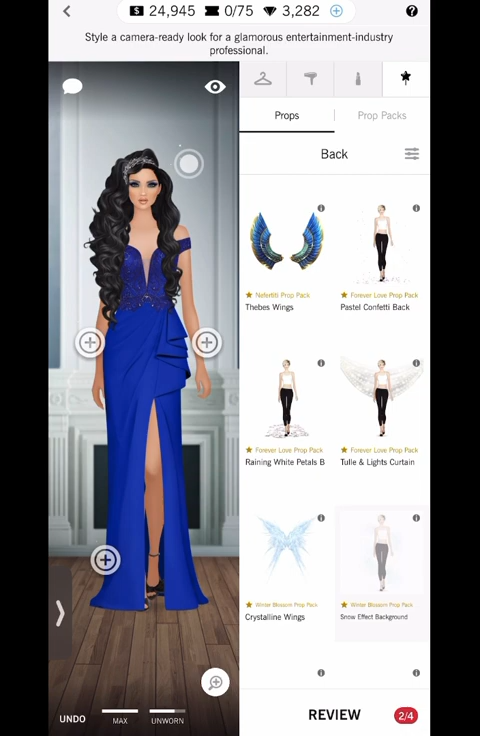 $ 24,945 0/75 3,282
?
Style a camera-ready look for a glamorous entertainment-industry
professional.
Props Prop Packs
Back
Nefertiti Prop Pack
Thebes Wings
Forever Love Prop Pack
Pastel Confetti Back
Forever Love Prop Pack
Raining White Petals B
Forever Love Prop Pack
Tulle & Lights Curtain
Winter Blossom Prop Pack
Crystalline Wings
Winter Blossom Prop Pack
Snow Effect Background
UNDO MAX UNWORN
REVIEW 2/4